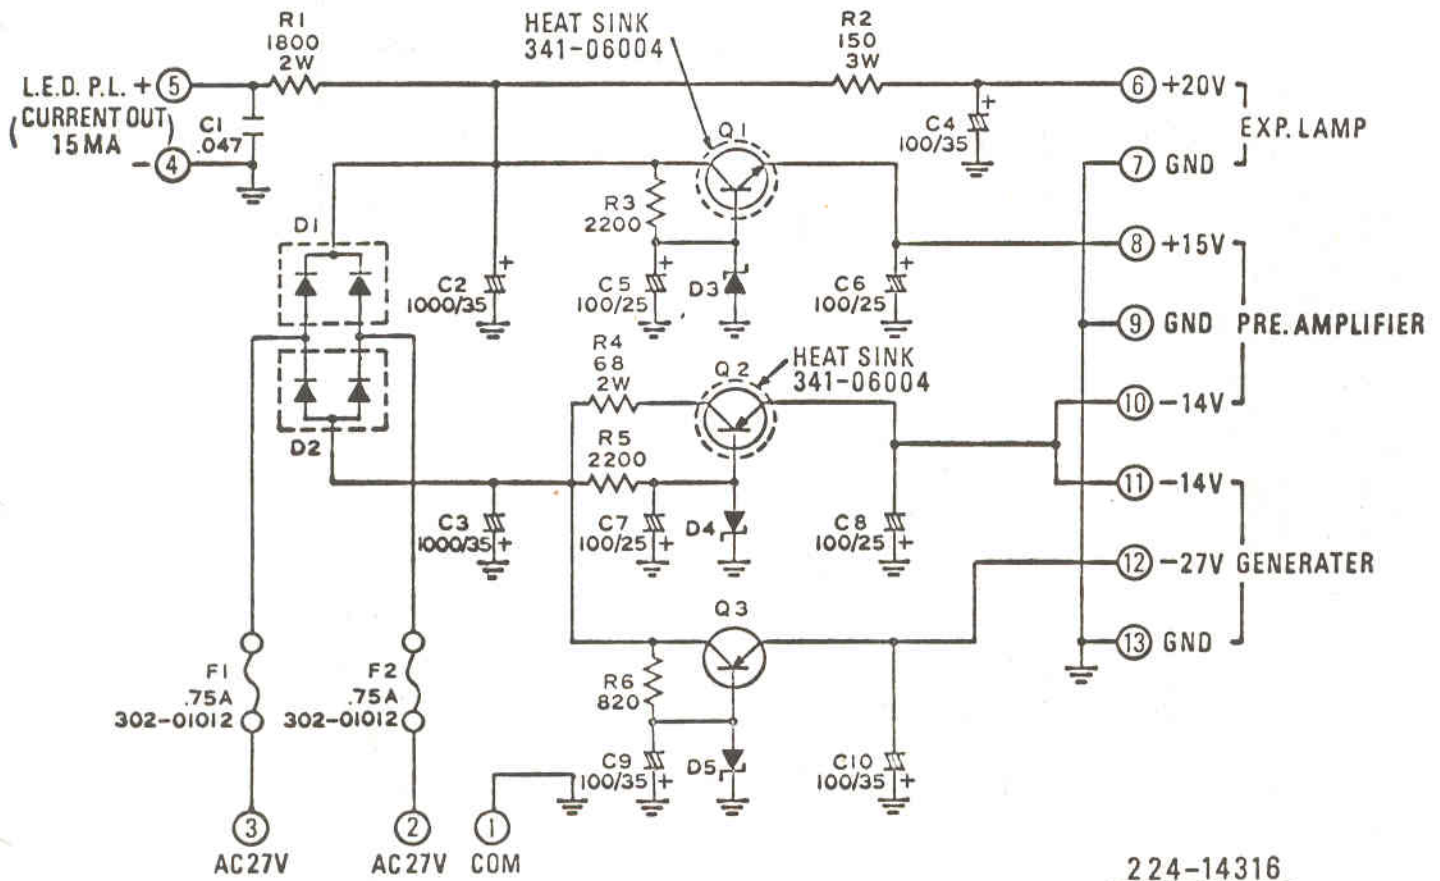 R1
1800
2W
HEAT SINK
341-06004
R2
150
3W
L.E.D. P.L. + 5
(CURRENT OUT)
15MA
- 4
C1
.047
Q1
C4
100/35
+
6 +20V
EXP. LAMP
7 GND
R3
2200
D1
8 +15V
C2
1000/35
+
C5
100/25
+
D3
C6
100/25
+
9 GND PRE. AMPLIFIER
R4
68
2W
Q2
HEAT SINK
341-06004
10 -14V
D2
R5
2200
11 -14V
C3
1000/35 +
C7
100/25 +
D4
C8
100/25 +
12 -27V GENERATER
Q3
13 GND
F1
.75A
302-01012
F2
.75A
302-01012
R6
820
C9
100/35 +
D5
C10
100/35 +
3
AC27V
2
AC27V
1
COM
224-14316